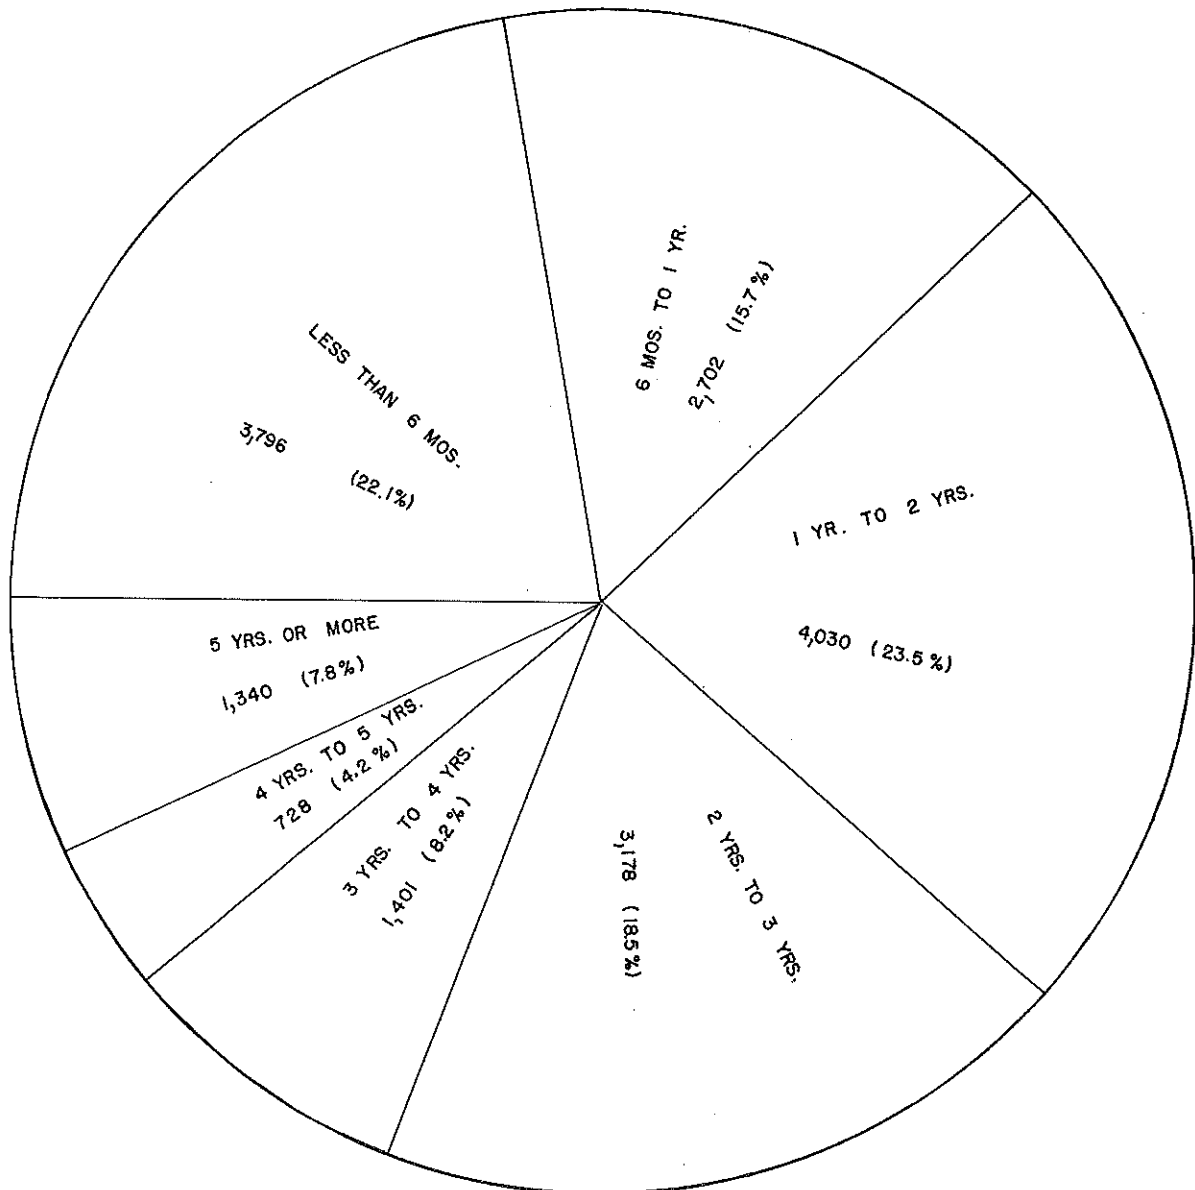 6 MOS. TO 1 YR.
2,702 (15.7%)
1 YR. TO 2 YRS.
4,030 (23.5%)
2 YRS. TO 3 YRS.
3,178 (18.5%)
3 YRS. TO 4 YRS.
1,401 (8.2%)
4 YRS. TO 5 YRS.
728 (4.2%)
5 YRS. OR MORE
1,340 (7.8%)
LESS THAN 6 MOS.
3,796 (22.1%)